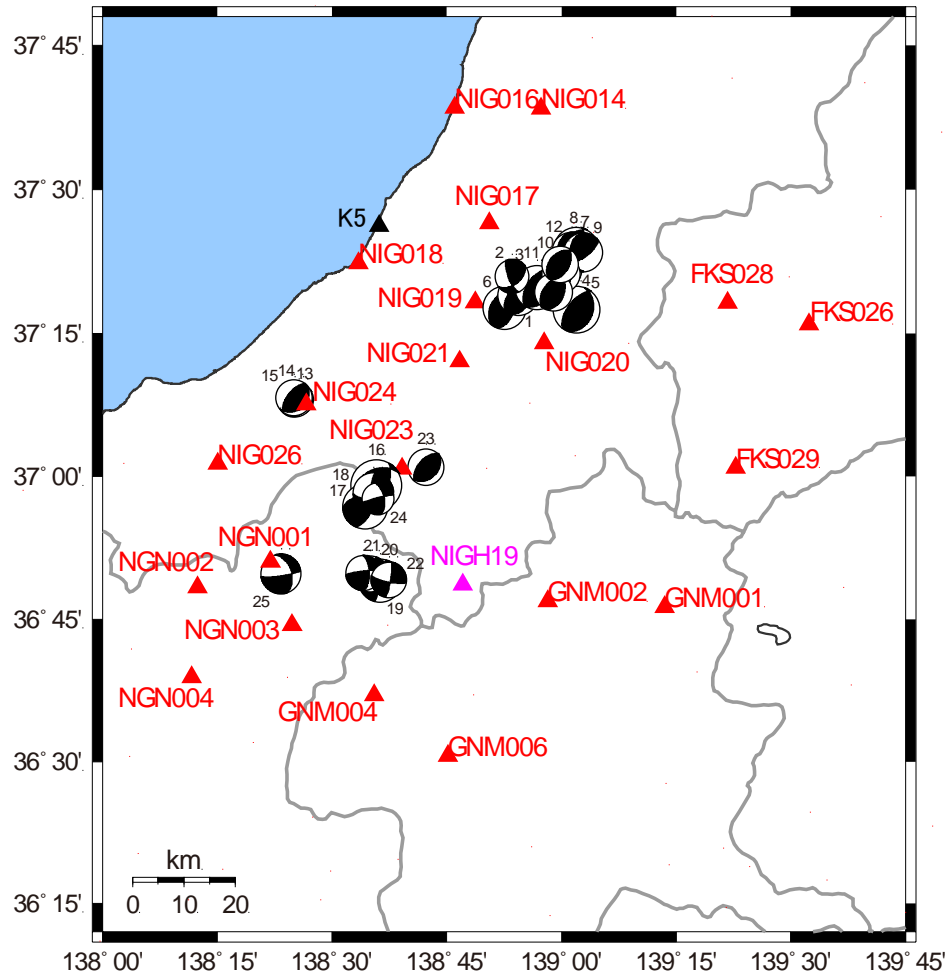 37° 45'
NIG016 NIG014
37° 30'
NIG017
K5
8 7
12 9
NIG018
10
2 3 11
FKS028
6
4 5
NIG019
FKS026
1
37° 15'
NIG021
NIG020
15 14 13
NIG024
NIG023
23
16
NIG026
18
FKS029
37° 00'
17
24
NGN001
NIGH19
NGN002
21 20
22
25
19
GNM002
GNM001
36° 45'
NGN003
NGN004
GNM004
GNM006
36° 30'
km
0 10 20
36° 15'
138° 00' 138° 15' 138° 30' 138° 45' 139° 00' 139° 15' 139° 30' 139° 45'